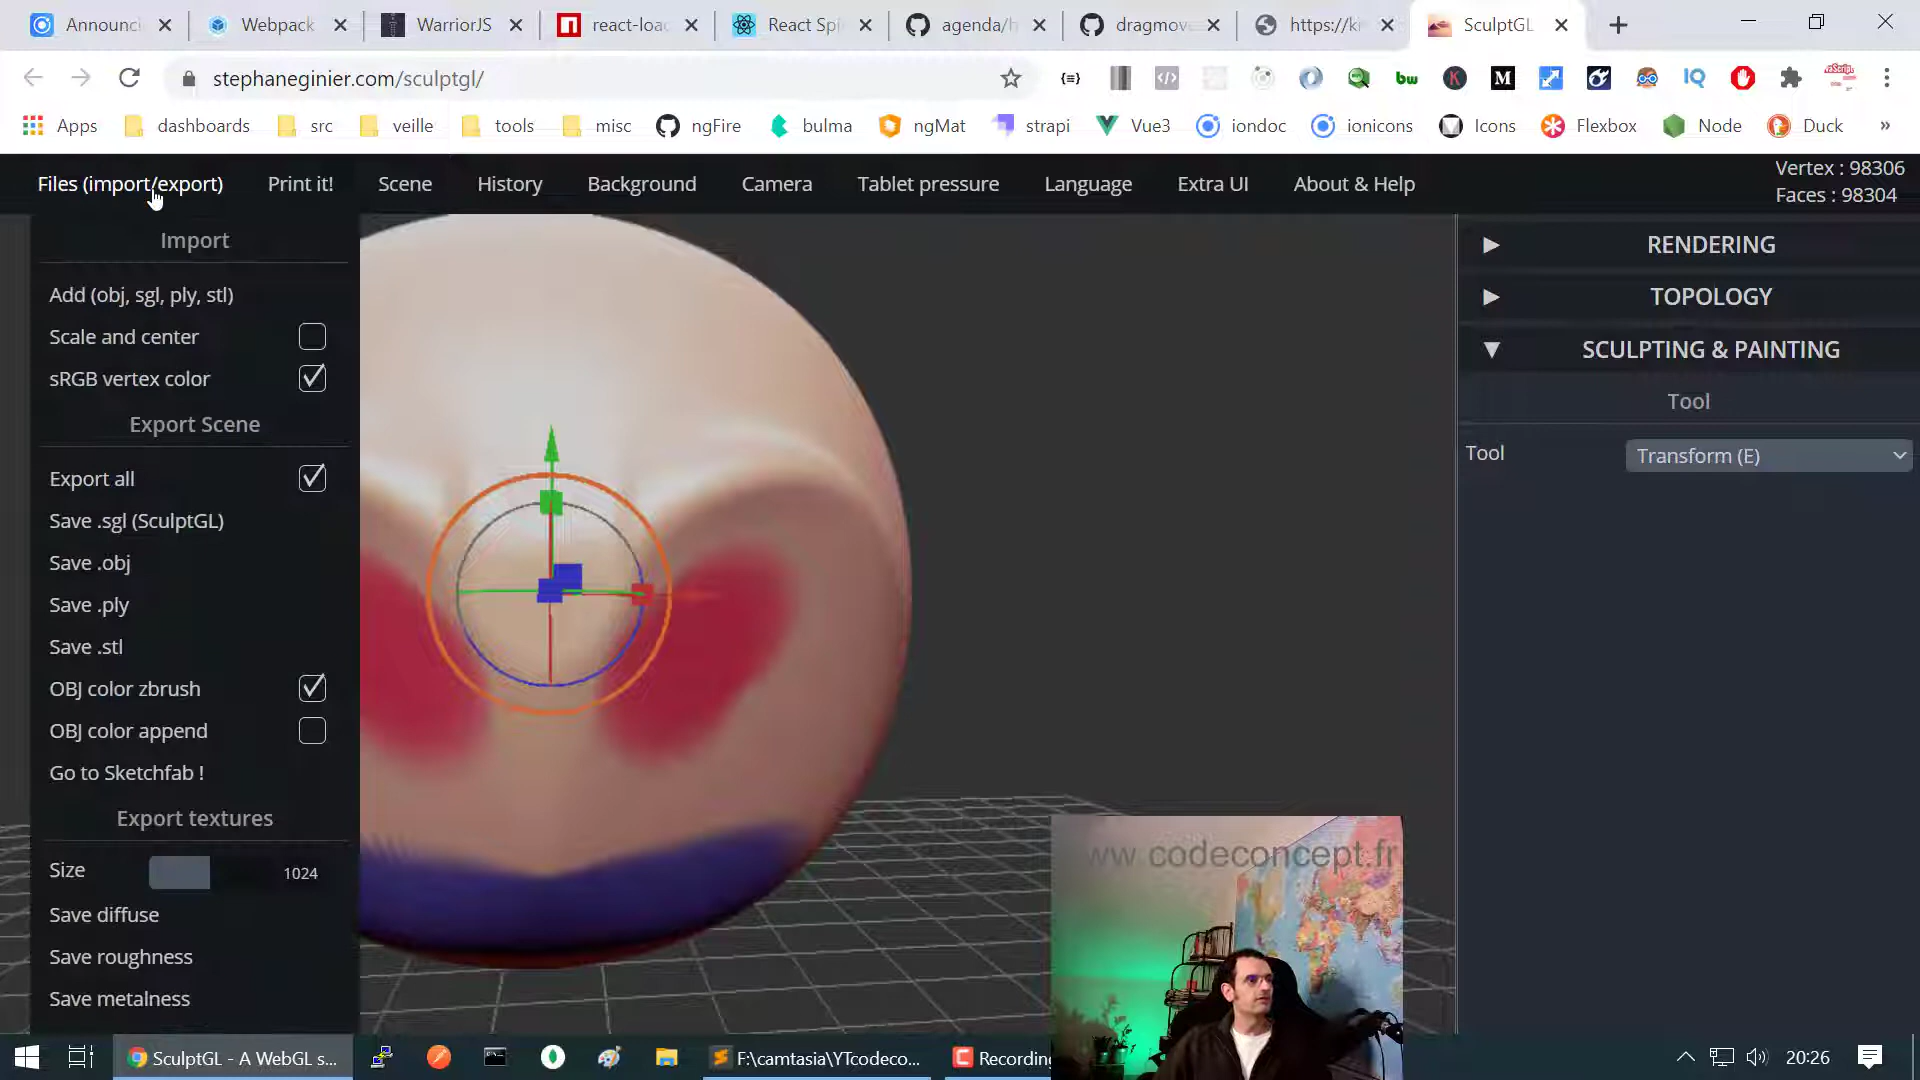 Announc
Webpack
WarriorJS
react-loa
React Spi
agenda/h
dragmov
https://ki
SculptGL
stephaneginier.com/sculptgl/
Apps
dashboards
src
veille
tools
misc
ngFire
bulma
ngMat
strapi
Vue3
iondoc
ionicons
Icons
Flexbox
Node
Duck
»
Files (import/export)
Print it!
Scene
History
Background
Camera
Tablet pressure
Language
Extra UI
About & Help
Vertex : 98306
Faces : 98304
Import
Add (obj, sgl, ply, stl)
Scale and center
sRGB vertex color
Export Scene
Export all
Save .sgl (SculptGL)
Save .obj
Save .ply
Save .stl
OBJ color zbrush
OBJ color append
Go to Sketchfab !
Export textures
Size
1024
Save diffuse
Save roughness
Save metalness
RENDERING
TOPOLOGY
SCULPTING & PAINTING
Tool
Tool
Transform (E)
ww.codeconcept.fr
SculptGL - A WebGL s...
F:\camtasia\YTcodeco...
Recording
20:26